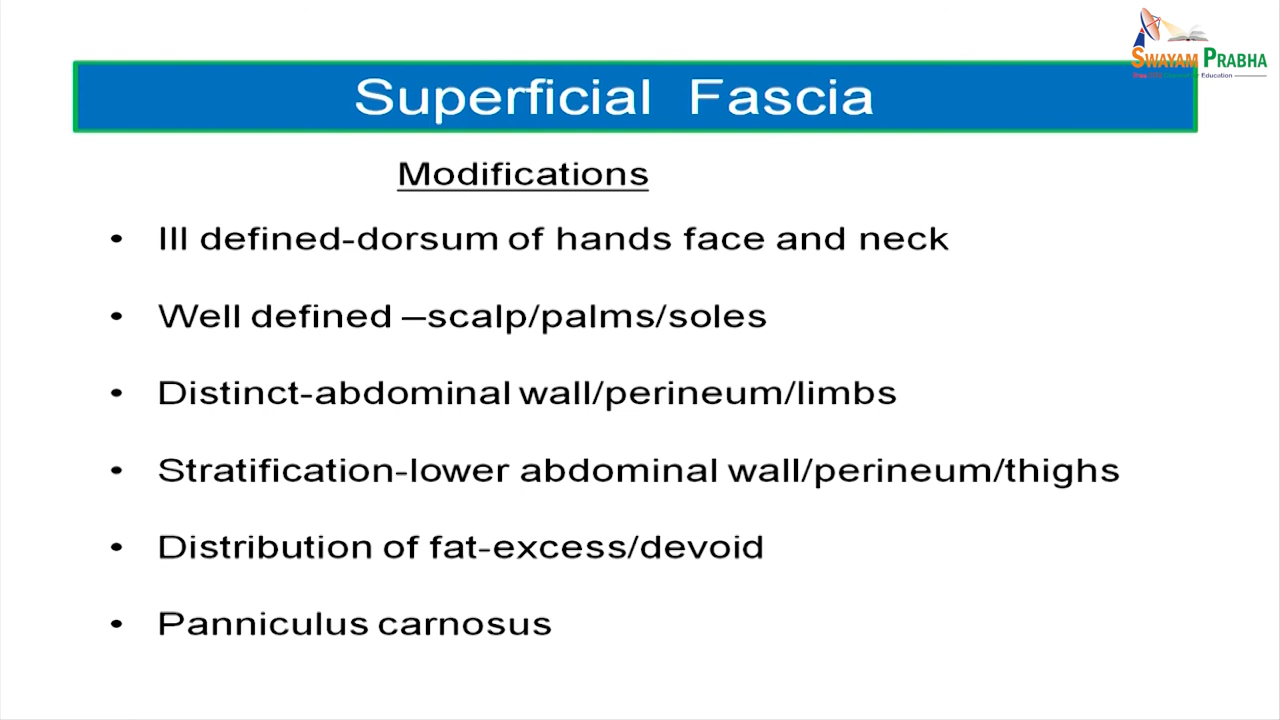 SWAYAM PRABHA
Superficial Fascia
Modifications
• Ill defined-dorsum of hands face and neck
• Well defined –scalp/palms/soles
• Distinct-abdominal wall/perineum/limbs
• Stratification-lower abdominal wall/perineum/thighs
• Distribution of fat-excess/devoid
• Panniculus carnosus